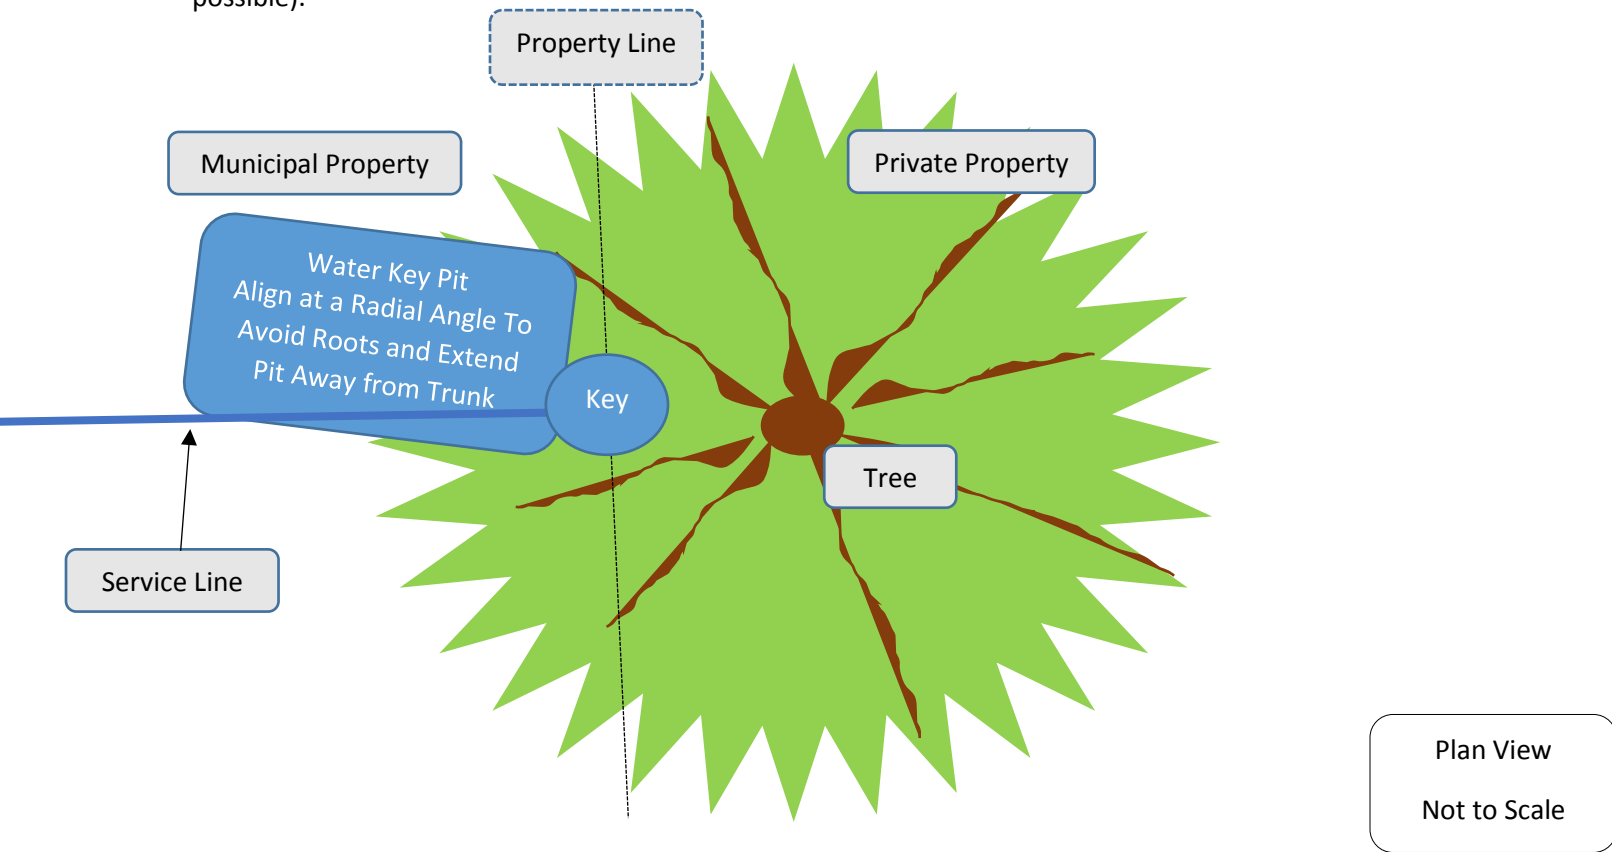 possible).
Property Line
Municipal Property
Private Property
Water Key Pit
Align at a Radial Angle To
Avoid Roots and Extend
Pit Away from Trunk
Key
Tree
Service Line
Plan View
Not to Scale